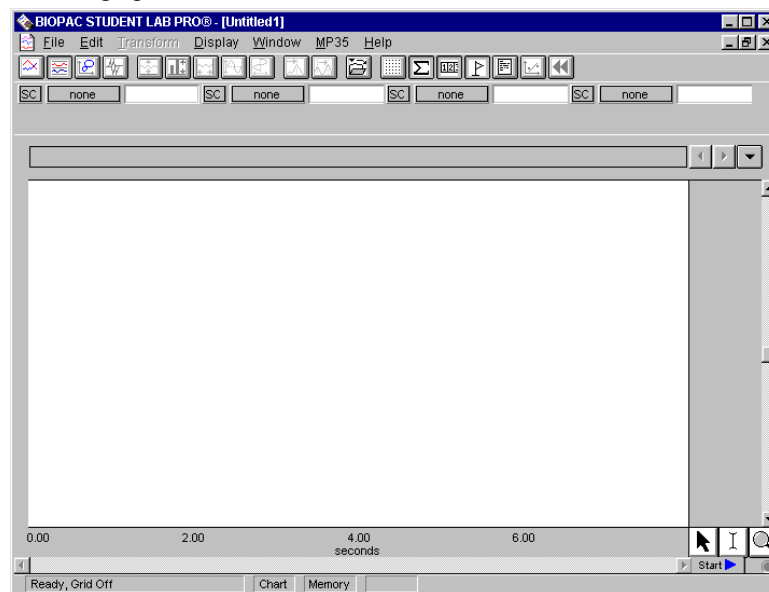 BIOPAC STUDENT LAB PRO® - [Untitled1]
File Edit Transform Display Window MP35 Help
SC none SC none SC none SC none
0.00 2.00 4.00 6.00
seconds
Start
Ready, Grid Off Chart Memory